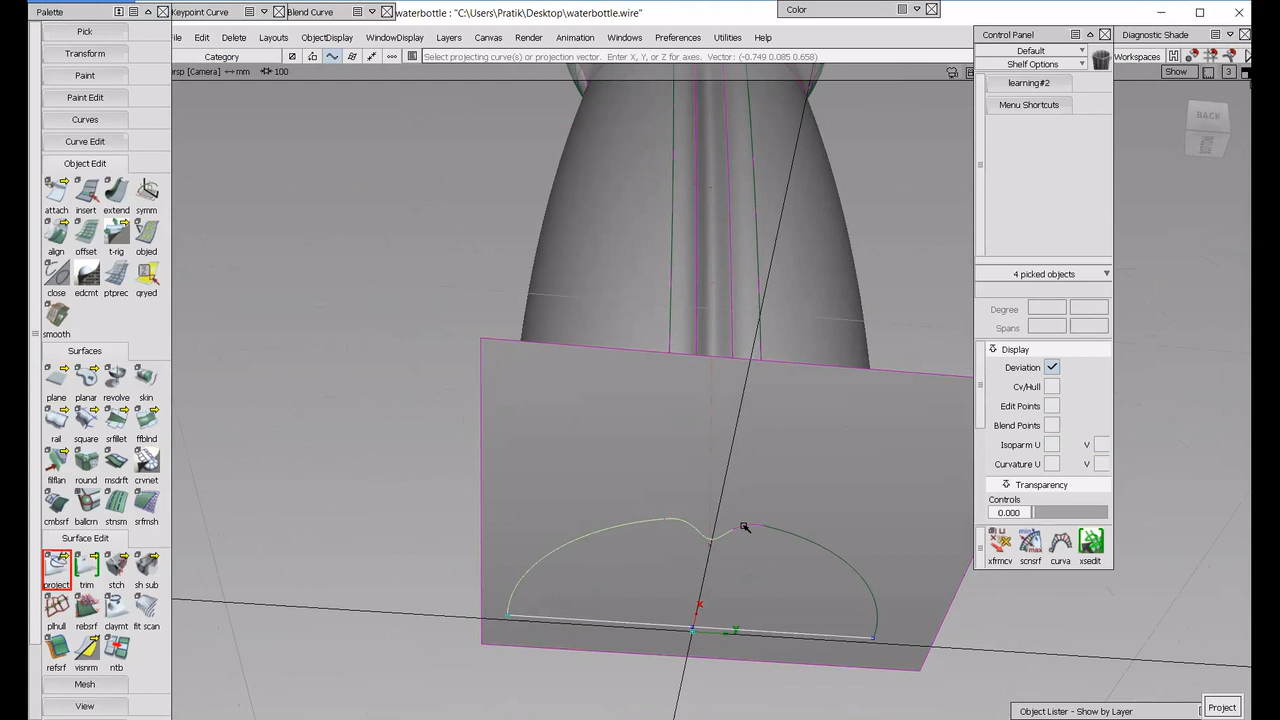 Palette
Keypoint Curve
Blend Curve
waterbottle : "C:\Users\Pratik\Desktop\waterbottle.wire"
Color
File Edit Delete Layouts ObjectDisplay WindowDisplay Layers Canvas Render Animation Windows Preferences Utilities Help
Category
Select projecting curve(s) or projection vector. Enter X, Y, or Z for axes. Vector: (-0.749 0.085 0.658)
Persp [Camera] mm 100
Show
3
Workspaces
BACK
Pick
Transform
Paint
Paint Edit
Curves
Curve Edit
Object Edit
attach insert extend symm
align offset t-rig objed
close edcmt ptprec qryed
smooth
Surfaces
plane planar revolve skin
rail square srfillet ffblnd
filflan round msdrft crvnet
cmbsrf ballcrn stnsm srfmsh
Surface Edit
project trim stch sh sub
plhull rebsrf claymt fit scan
refsrf visnrm ntb
Mesh
View
X
Y
Control Panel
Diagnostic Shade
Default
Shelf Options
learning#2
Menu Shortcuts
4 picked objects
Degree
Spans
Display
Deviation
Cv/Hull
Edit Points
Blend Points
Isoparm U V
Curvature U V
Transparency
Controls
0.000
xfrmcv scnsrf curva xsedit
Object Lister - Show by Layer
Project